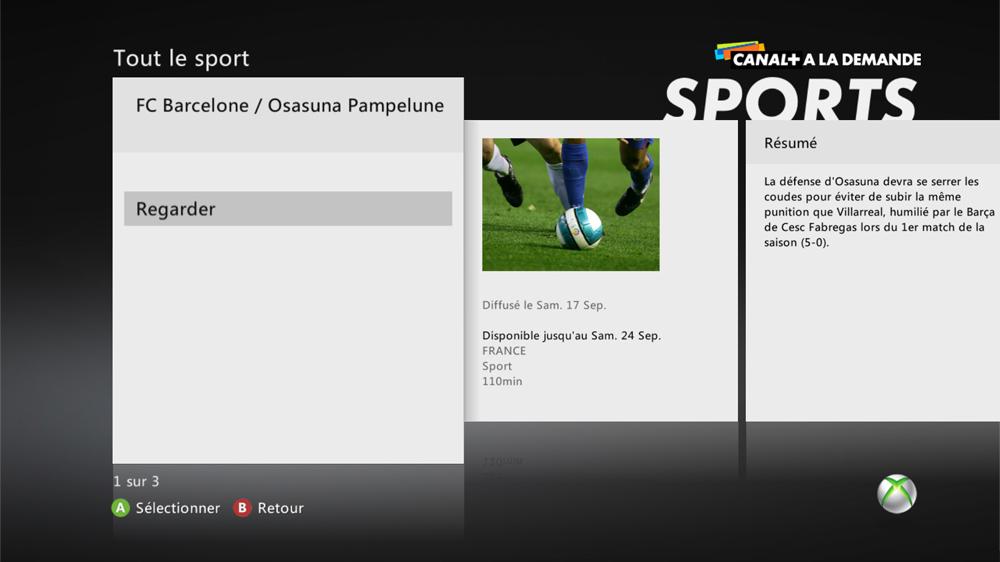 Tout le sport
CANAL+ A LA DEMANDE
SPORTS
FC Barcelone / Osasuna Pampelune
Regarder
Diffusé le Sam. 17 Sep.
Disponible jusqu'au Sam. 24 Sep.
FRANCE
Sport
110min
Résumé
La défense d'Osasuna devra se serrer les
coudes pour éviter de subir la même
punition que Villarreal, humilié par le Barça
de Cesc Fabregas lors du 1er match de la
saison (5-0).
1 sur 3
A Sélectionner B Retour